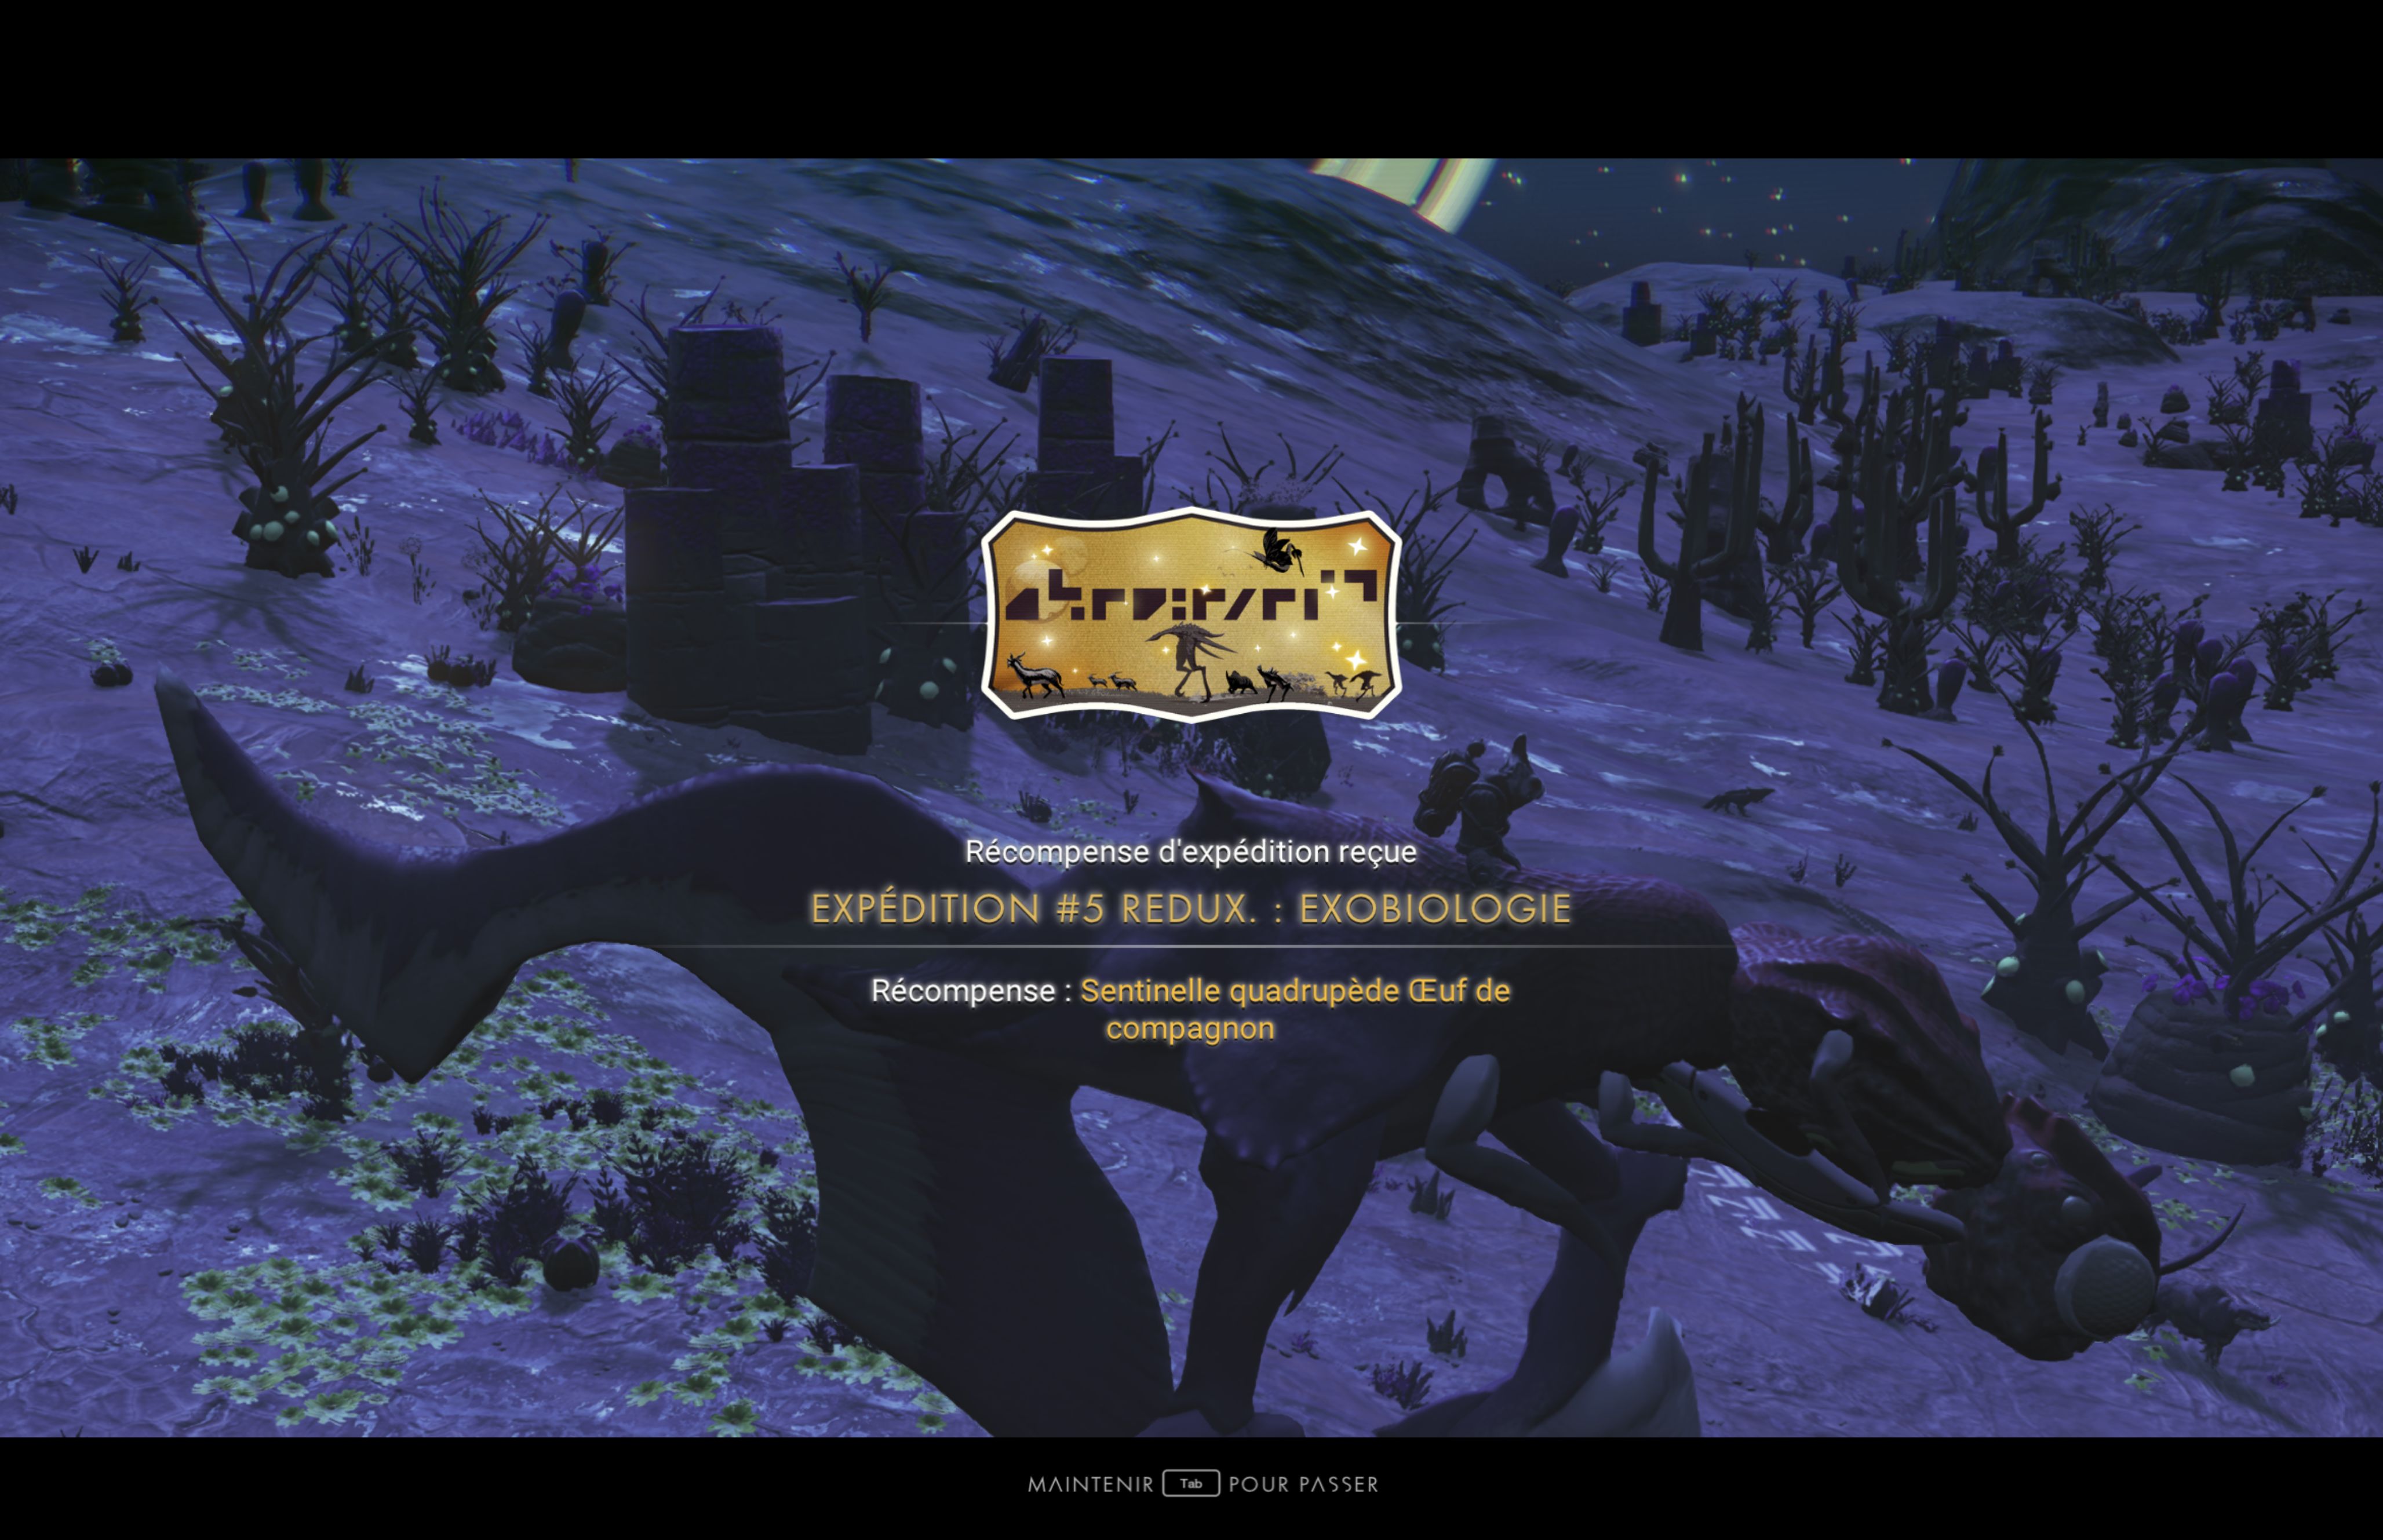 Récompense d'expédition reçue
EXPÉDITION #5 REDUX. : EXOBIOLOGIE
Récompense : Sentinelle quadrupède Œuf de
compagnon
MAINTENIR Tab POUR PASSER